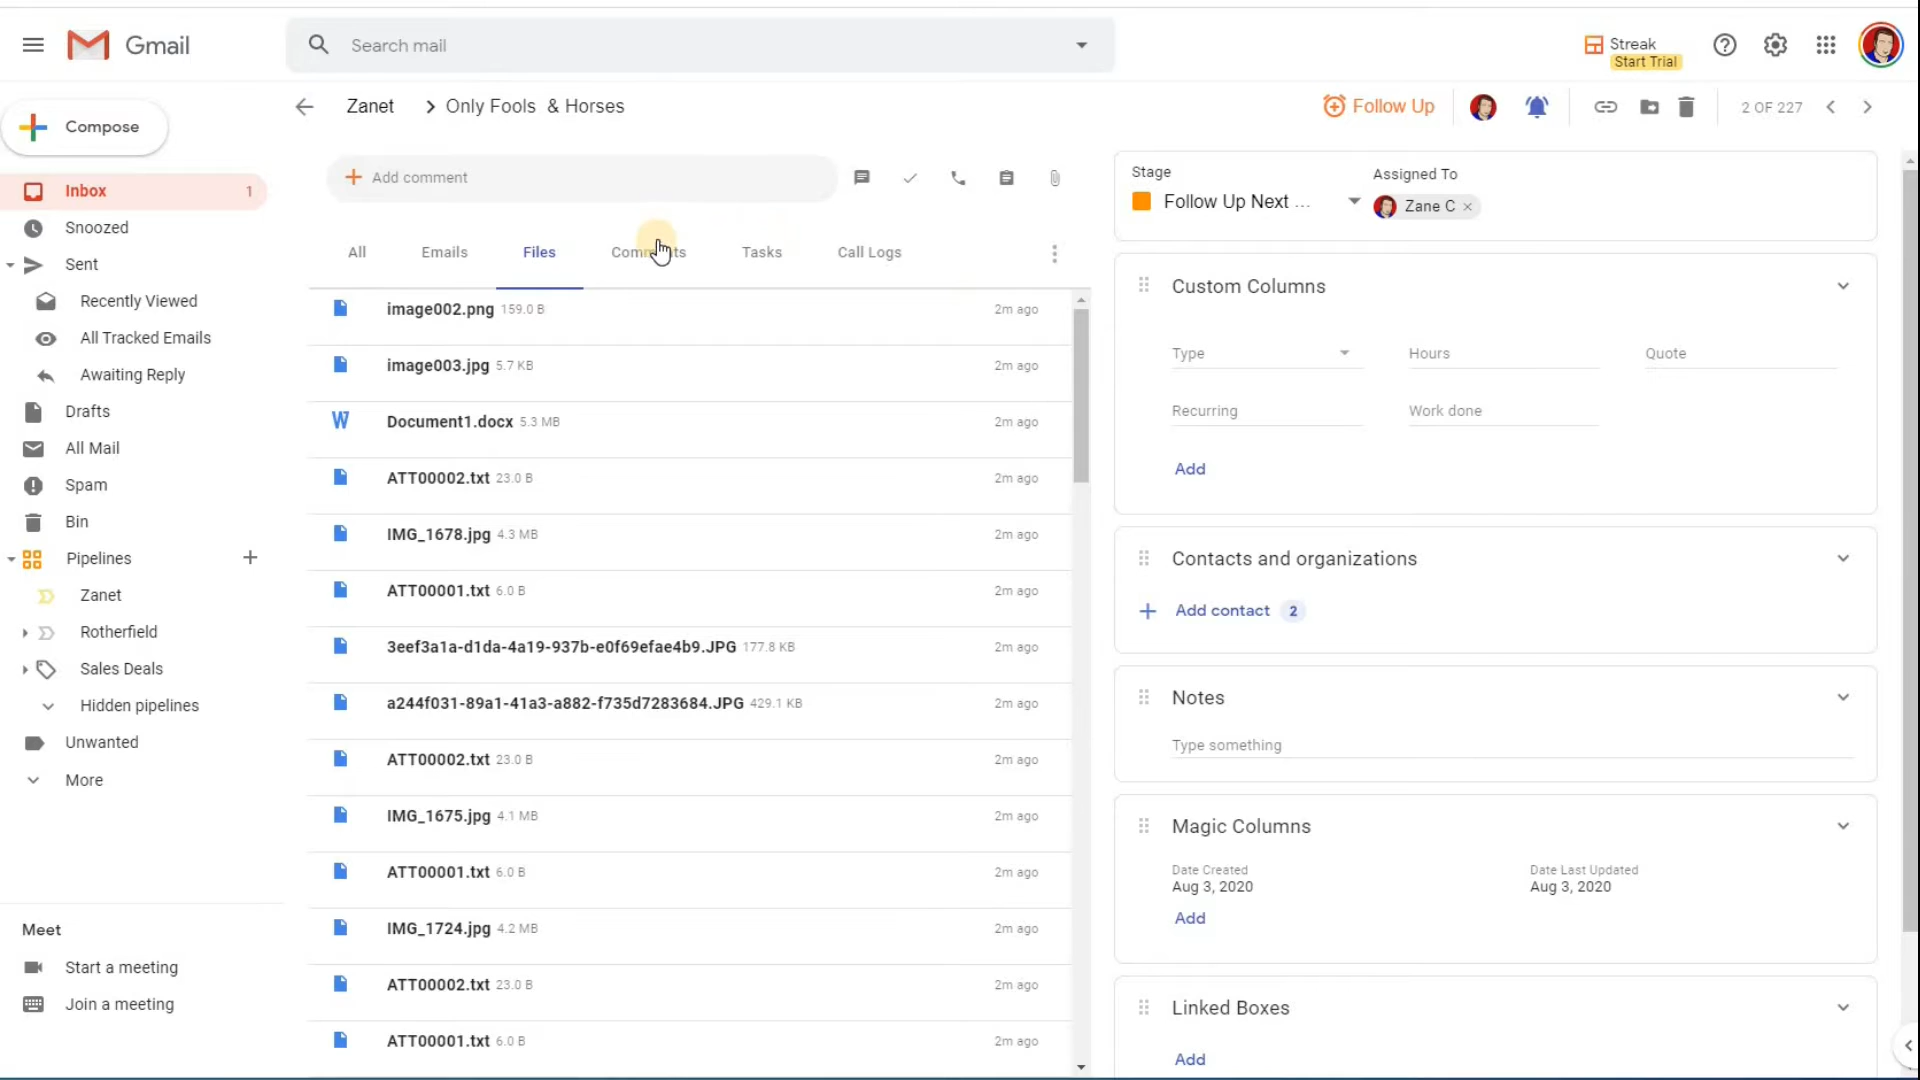 Gmail
Search mail
Streak
Start Trial
Compose
Zanet > Only Fools & Horses
Follow Up
2 OF 227
Inbox 1
Snoozed
Sent
Recently Viewed
All Tracked Emails
Awaiting Reply
Drafts
All Mail
Spam
Bin
Pipelines
Zanet
Rotherfield
Sales Deals
Hidden pipelines
Unwanted
More
Meet
Start a meeting
Join a meeting
Add comment
All Emails Files Comments Tasks Call Logs
image002.png 159.0 B 2m ago
image003.jpg 5.7 KB 2m ago
Document1.docx 5.3 MB 2m ago
ATT00002.txt 23.0 B 2m ago
IMG_1678.jpg 4.3 MB 2m ago
ATT00001.txt 6.0 B 2m ago
3eef3a1a-d1da-4a19-937b-e0f69efae4b9.JPG 177.8 KB 2m ago
a244f031-89a1-41a3-a882-f735d7283684.JPG 429.1 KB 2m ago
ATT00002.txt 23.0 B 2m ago
IMG_1675.jpg 4.1 MB 2m ago
ATT00001.txt 6.0 B 2m ago
IMG_1724.jpg 4.2 MB 2m ago
ATT00002.txt 23.0 B 2m ago
ATT00001.txt 6.0 B 2m ago
Stage
Follow Up Next ...
Assigned To
Zane C
Custom Columns
Type Hours Quote
Recurring Work done
Add
Contacts and organizations
Add contact 2
Notes
Type something
Magic Columns
Date Created Date Last Updated
Aug 3, 2020 Aug 3, 2020
Add
Linked Boxes
Add